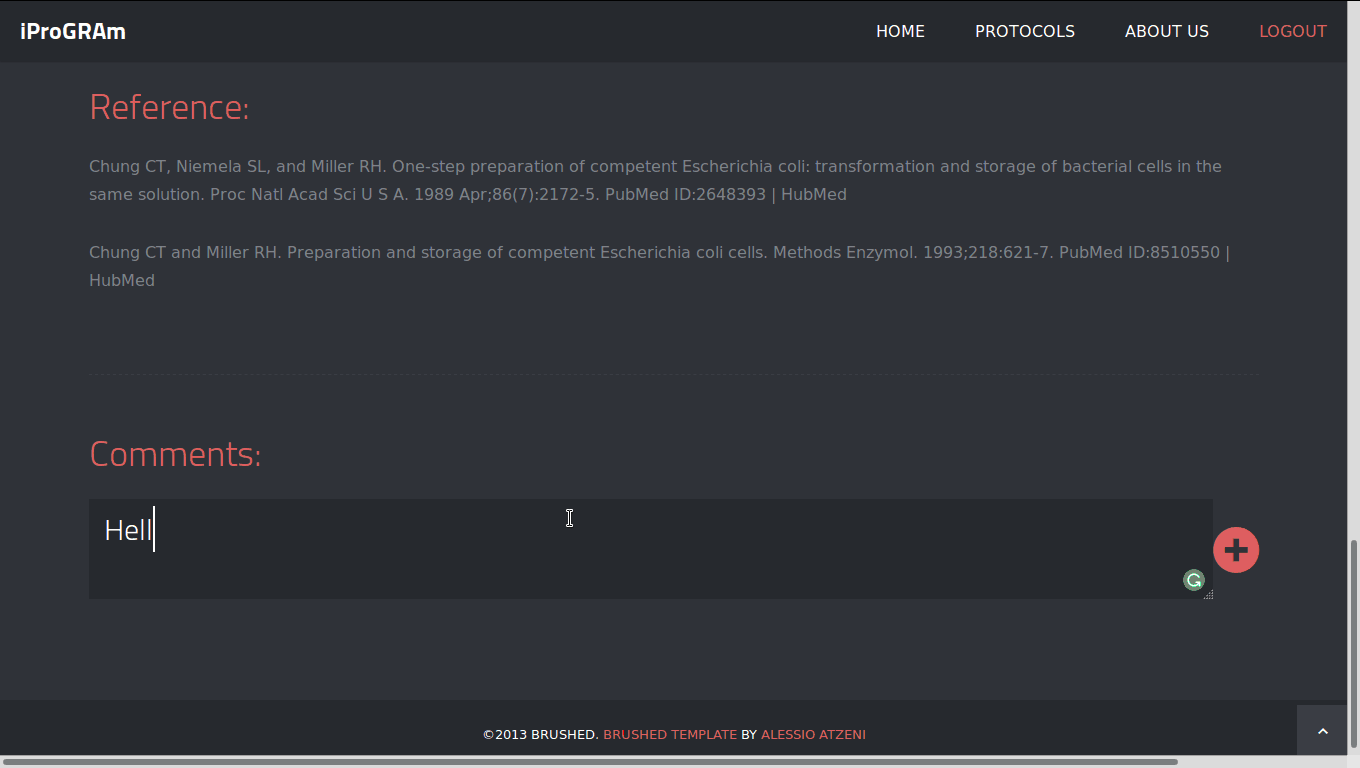 iProGRAm
HOME PROTOCOLS ABOUT US LOGOUT
Reference:
Chung CT, Niemela SL, and Miller RH. One-step preparation of competent Escherichia coli: transformation and storage of bacterial cells in the
same solution. Proc Natl Acad Sci U S A. 1989 Apr;86(7):2172-5. PubMed ID:2648393 | HubMed
Chung CT and Miller RH. Preparation and storage of competent Escherichia coli cells. Methods Enzymol. 1993;218:621-7. PubMed ID:8510550 |
HubMed
Comments:
Hell
©2013 BRUSHED. BRUSHED TEMPLATE BY ALESSIO ATZENI